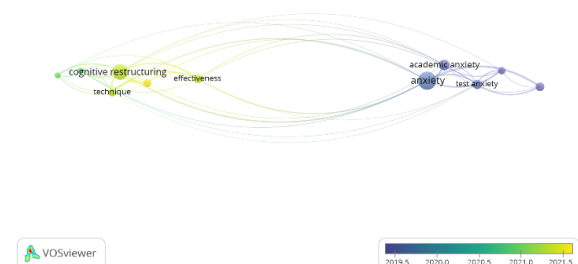 academic anxiety
cognitive restructuring
effectiveness
anxiety
test anxiety
technique
VOSviewer
2019.5 2020.0 2020.5 2021.0 2021.5